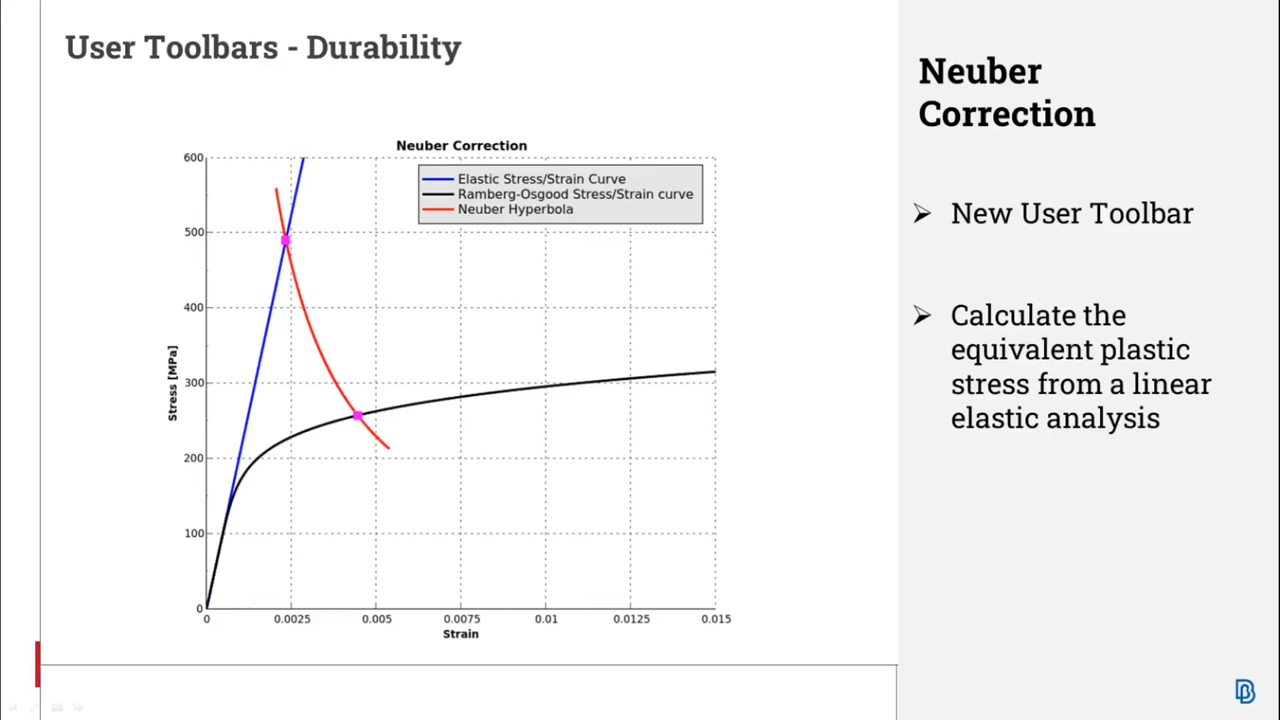 User Toolbars - Durability
Neuber Correction
600
500
400
300
200
100
0
Stress [MPa]
Elastic Stress/Strain Curve
Ramberg-Osgood Stress/Strain curve
Neuber Hyperbola
0 0.0025 0.005 0.0075 0.01 0.0125 0.015
Strain
Neuber
Correction
➢ New User Toolbar
➢ Calculate the
equivalent plastic
stress from a linear
elastic analysis